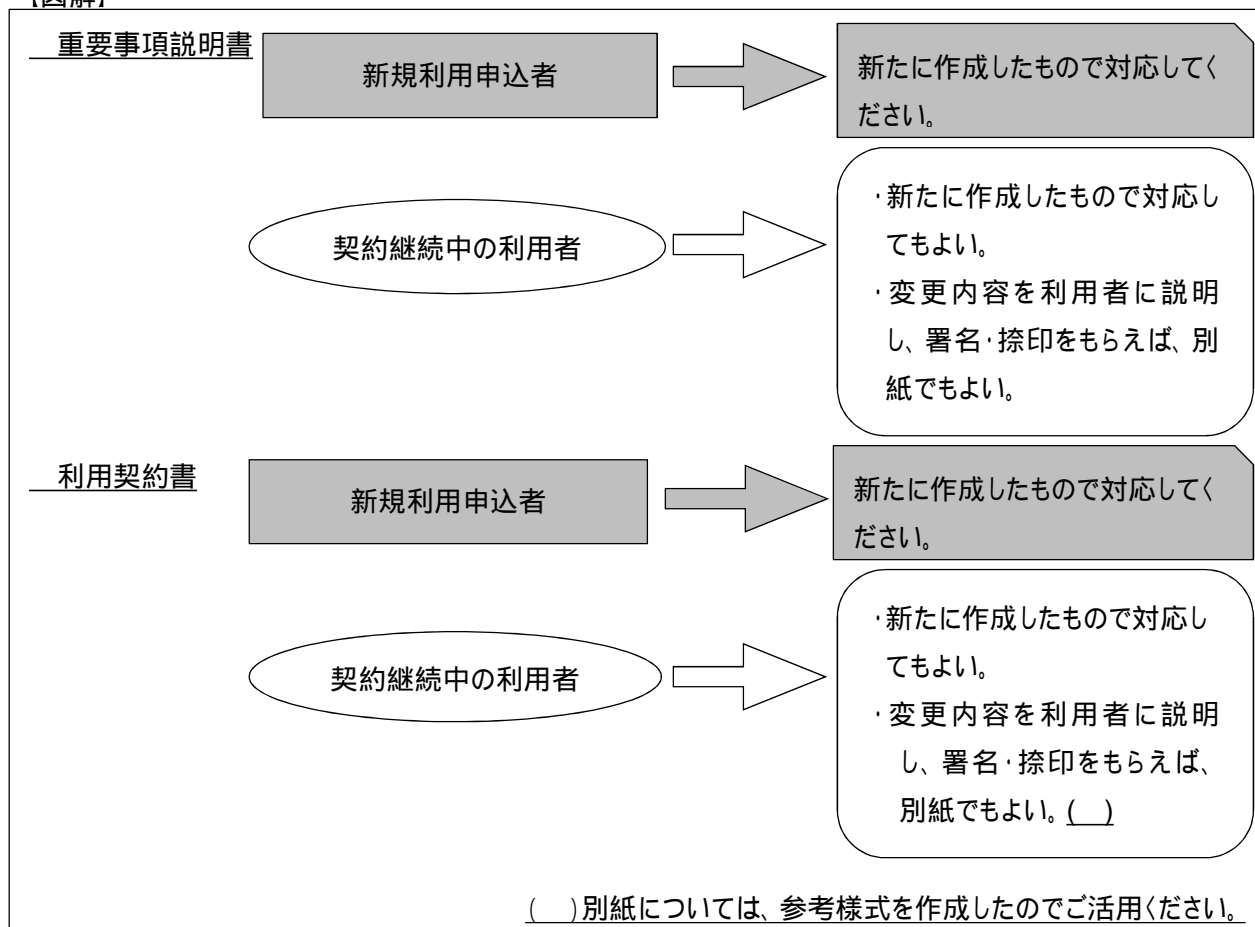 【図解】
重要事項説明書
新規利用申込者
新たに作成したもので対応してく
ださい。
契約継続中の利用者
・新たに作成したもので対応し
てもよい。
・変更内容を利用者に説明
し、署名・捺印をもらえば、別
紙でもよい。
利用契約書
新規利用申込者
新たに作成したもので対応してく
ださい。
契約継続中の利用者
・新たに作成したもので対応し
てもよい。
・変更内容を利用者に説明
し、署名・捺印をもらえば、
別紙でもよい。(　)
(　)別紙については、参考様式を作成したのでご活用ください。